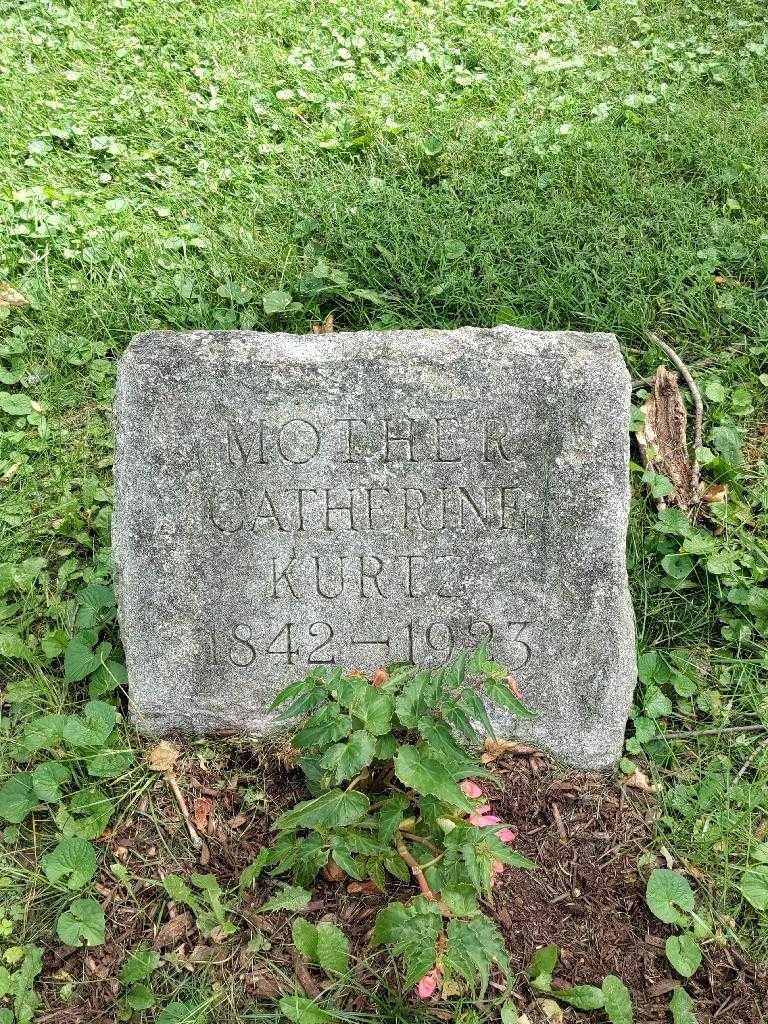 MOTHER
CATHERINE
KURTZ
1842-1923